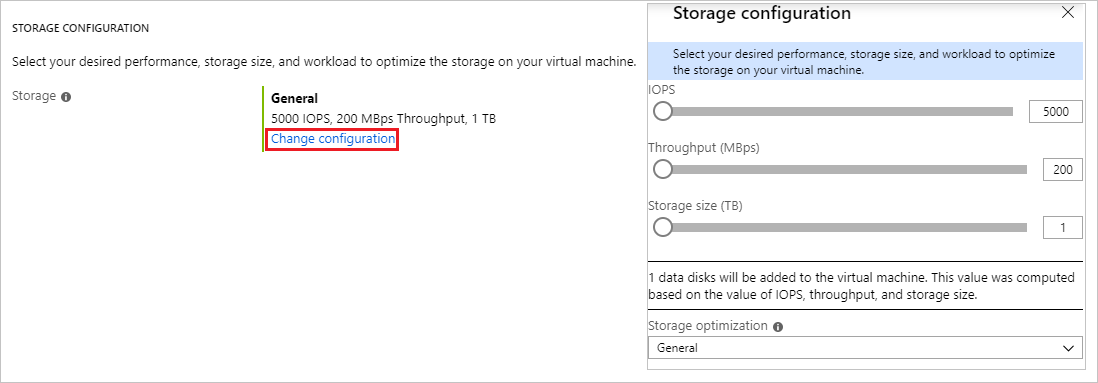 STORAGE CONFIGURATION
Select your desired performance, storage size, and workload to optimize the storage on your virtual machine.
Storage
General
5000 IOPS, 200 MBps Throughput, 1 TB
Change configuration
Storage configuration
Select your desired performance, storage size, and workload to optimize
the storage on your virtual machine.
IOPS
5000
Throughput (MBps)
200
Storage size (TB)
1
1 data disks will be added to the virtual machine. This value was computed
based on the value of IOPS, throughput, and storage size.
Storage optimization
General